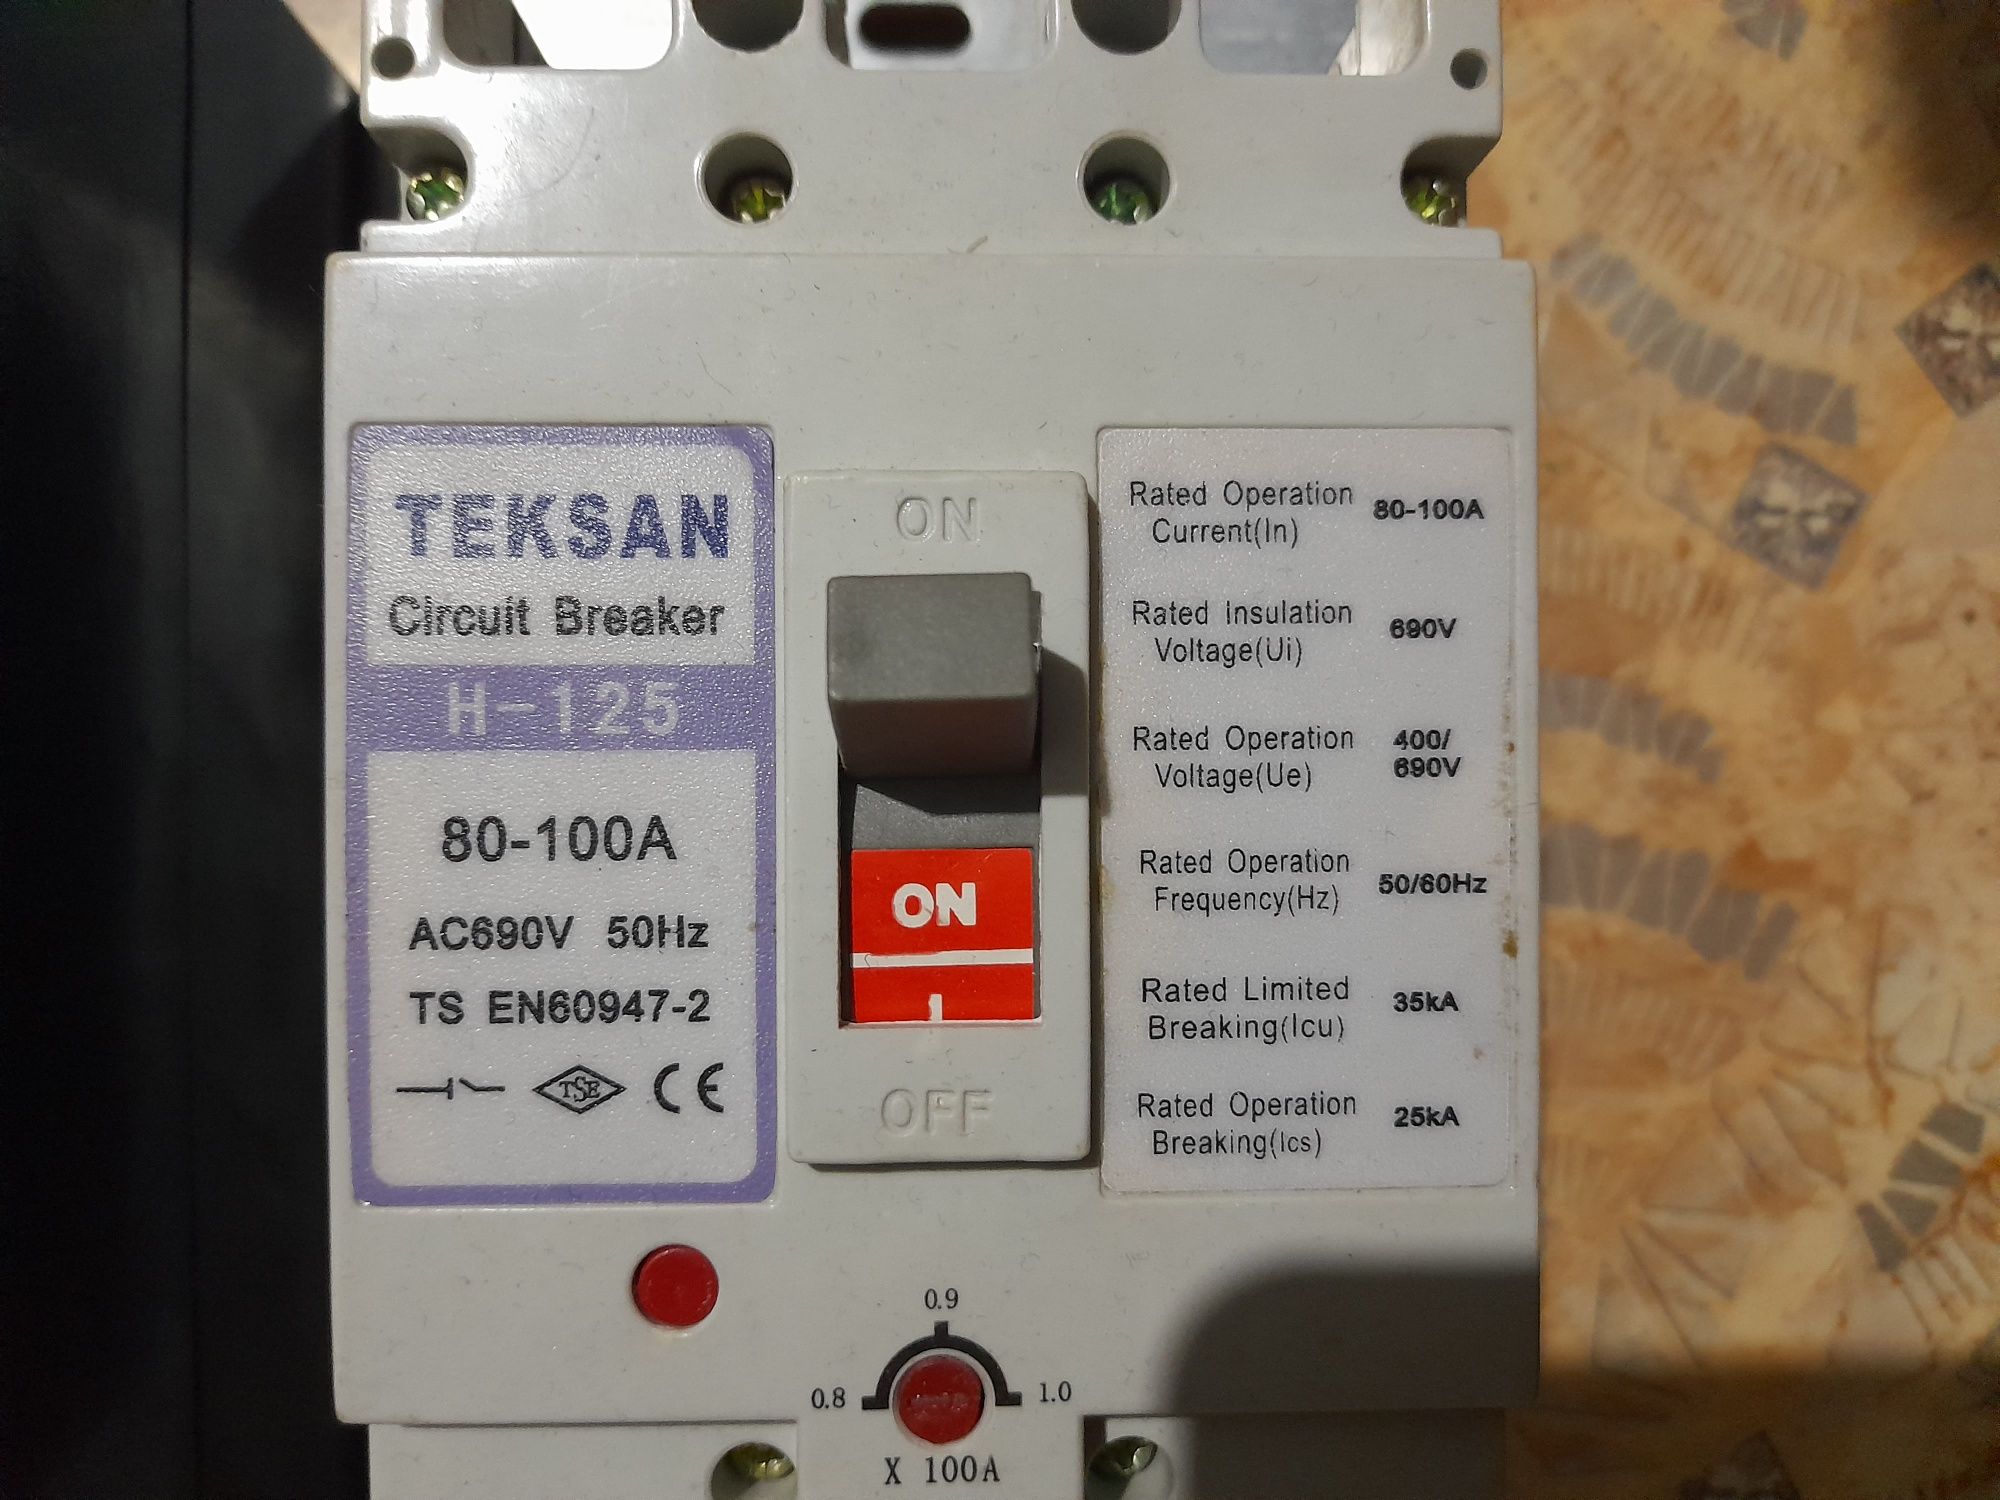 TEKSAN
Circuit Breaker
H-125
80-100A
AC690V 50Hz
TS EN60947-2
TSE CE
ON
ON
OFF
Rated Operation 80-100A
Current(In)
Rated Insulation 690V
Voltage(Ui)
Rated Operation 400/
Voltage(Ue) 690V
Rated Operation 50/60Hz
Frequency(Hz)
Rated Limited 35kA
Breaking(Icu)
Rated Operation 25kA
Breaking(Ics)
0.9
0.8 1.0
X 100A